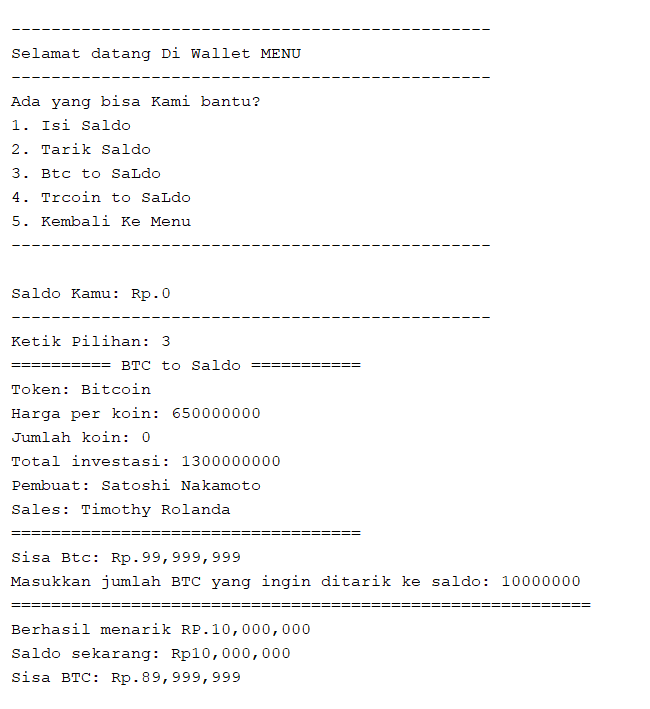 ------------------------------------------------
Selamat datang Di Wallet MENU
------------------------------------------------
Ada yang bisa Kami bantu?
1. Isi Saldo
2. Tarik Saldo
3. Btc to SaLdo
4. Trcoin to SaLdo
5. Kembali Ke Menu
------------------------------------------------
Saldo Kamu: Rp.0
------------------------------------------------
Ketik Pilihan: 3
========== BTC to Saldo ===========
Token: Bitcoin
Harga per koin: 650000000
Jumlah koin: 0
Total investasi: 1300000000
Pembuat: Satoshi Nakamoto
Sales: Timothy Rolanda
===================================
Sisa Btc: Rp.99,999,999
Masukkan jumlah BTC yang ingin ditarik ke saldo: 10000000
==========================================================
Berhasil menarik RP.10,000,000
Saldo sekarang: Rp10,000,000
Sisa BTC: Rp.89,999,999